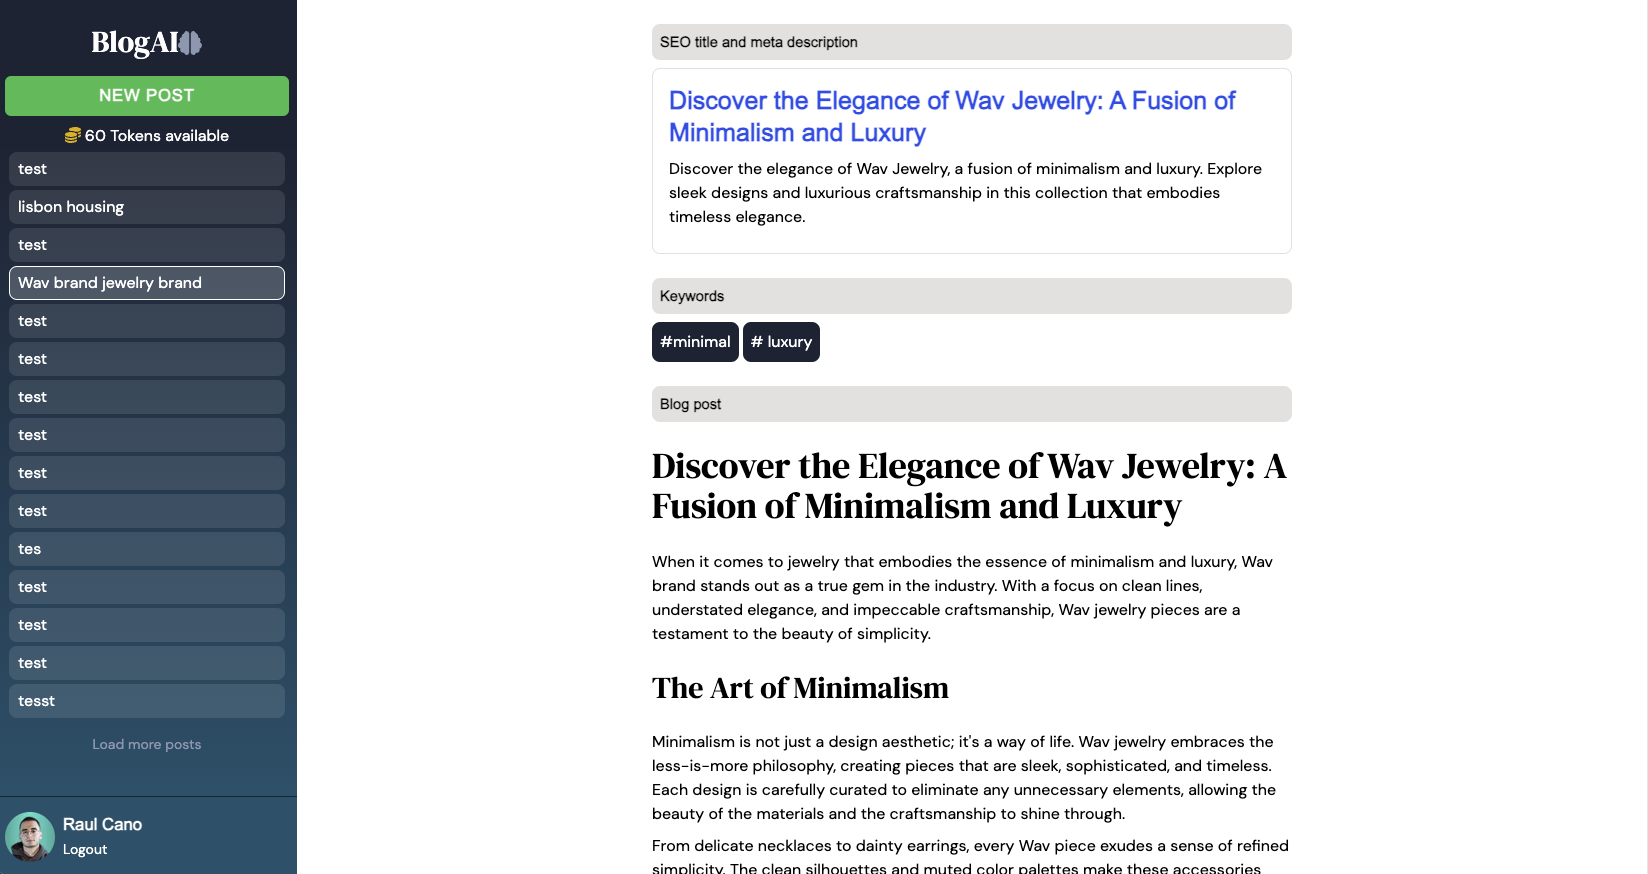 BlogAI
NEW POST
60 Tokens available
test
lisbon housing
test
Wav brand jewelry brand
test
test
test
test
test
test
tes
test
test
test
tesst
Load more posts
Raul Cano
Logout
SEO title and meta description
Discover the Elegance of Wav Jewelry: A Fusion of
Minimalism and Luxury
Discover the elegance of Wav Jewelry, a fusion of minimalism and luxury. Explore
sleek designs and luxurious craftsmanship in this collection that embodies
timeless elegance.
Keywords
#minimal # luxury
Blog post
Discover the Elegance of Wav Jewelry: A
Fusion of Minimalism and Luxury
When it comes to jewelry that embodies the essence of minimalism and luxury, Wav
brand stands out as a true gem in the industry. With a focus on clean lines,
understated elegance, and impeccable craftsmanship, Wav jewelry pieces are a
testament to the beauty of simplicity.
The Art of Minimalism
Minimalism is not just a design aesthetic; it's a way of life. Wav jewelry embraces the
less-is-more philosophy, creating pieces that are sleek, sophisticated, and timeless.
Each design is carefully curated to eliminate any unnecessary elements, allowing the
beauty of the materials and the craftsmanship to shine through.
From delicate necklaces to dainty earrings, every Wav piece exudes a sense of refined
simplicity. The clean silhouettes and muted color palettes make these accessories